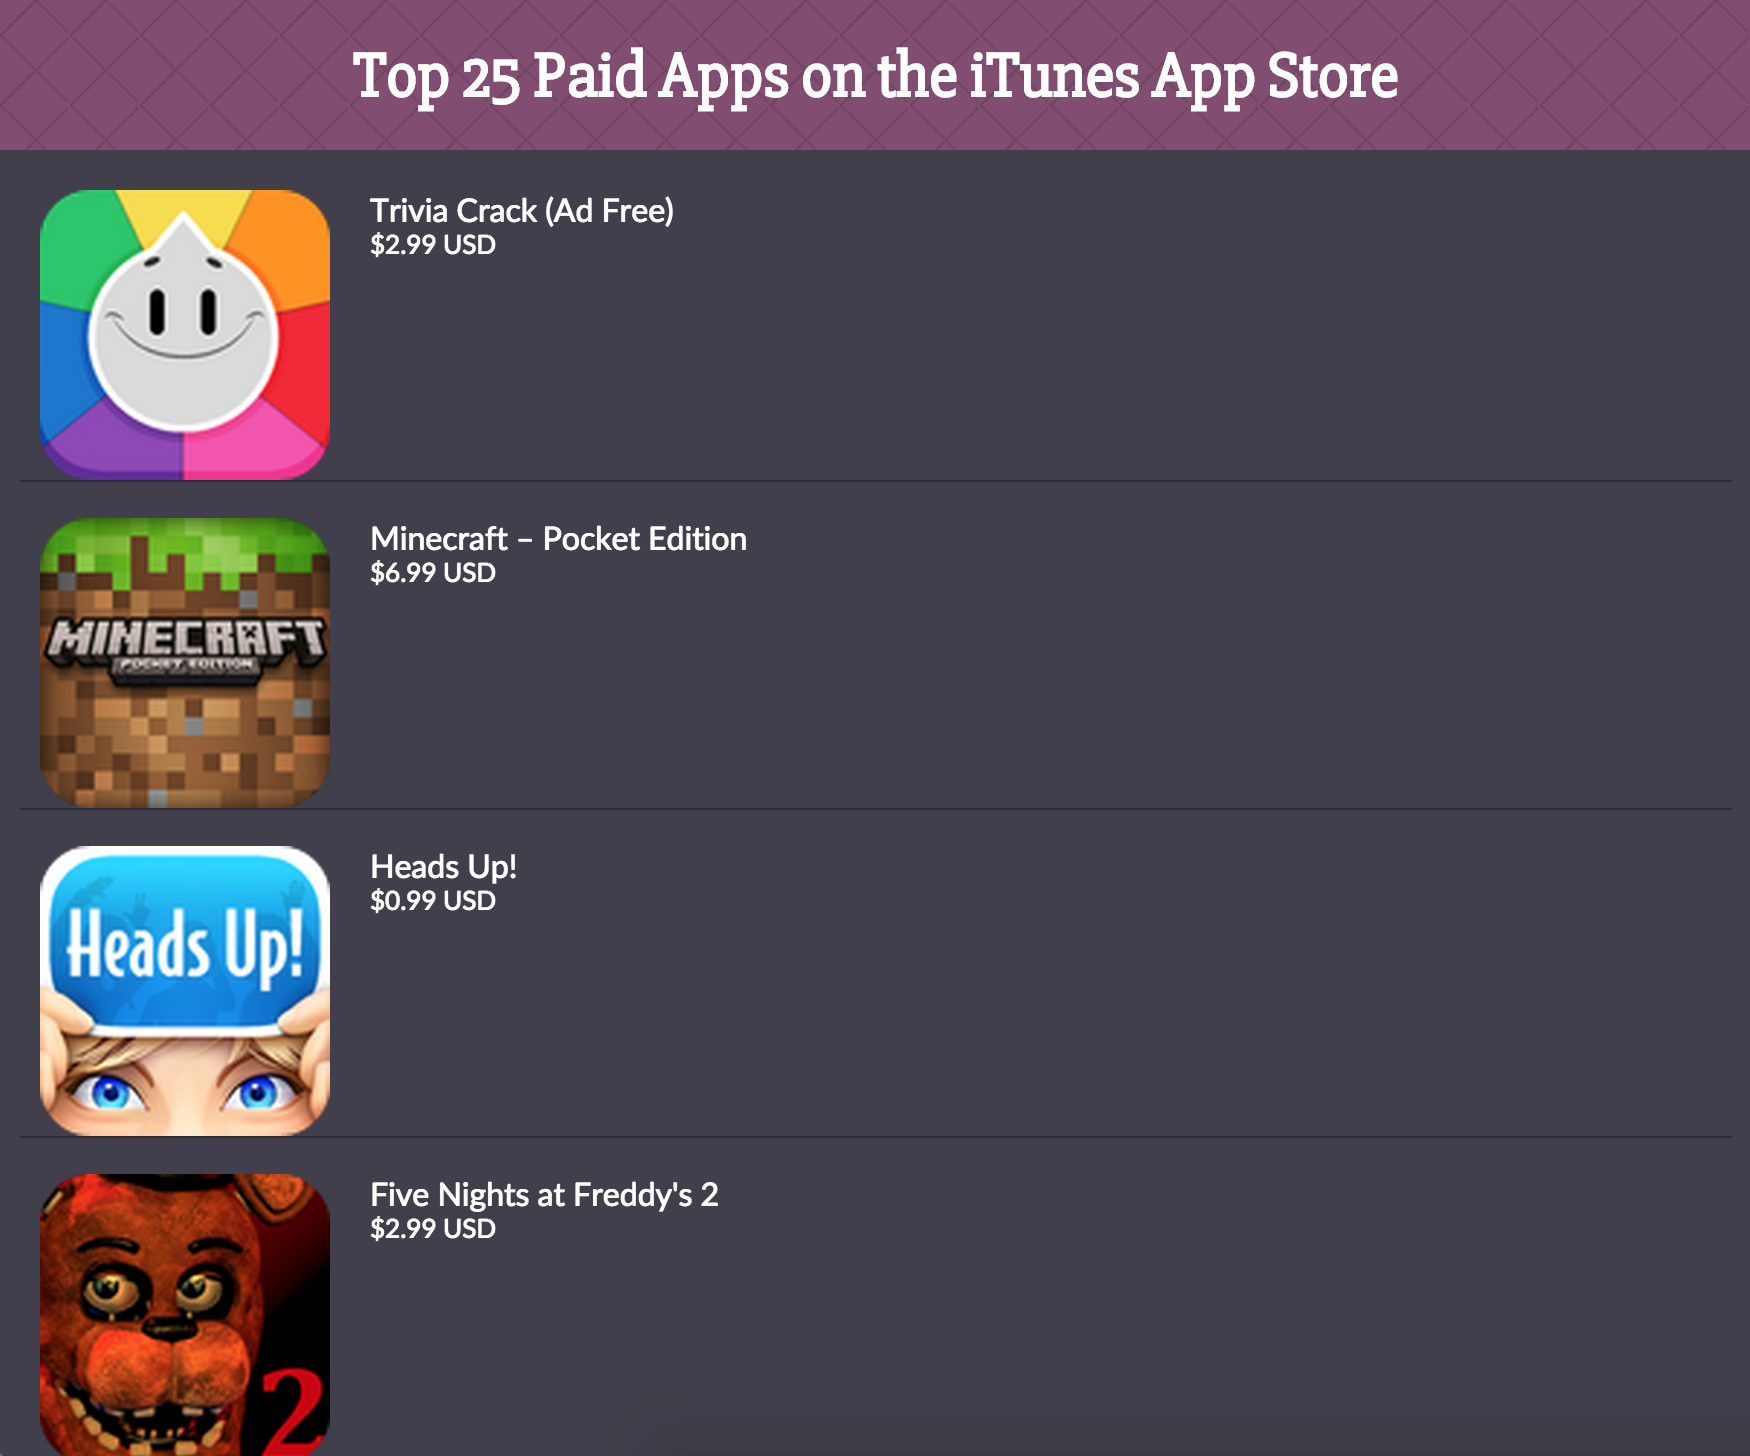 Top 25 Paid Apps on the iTunes App Store
Trivia Crack (Ad Free)
$2.99 USD
Minecraft – Pocket Edition
$6.99 USD
MINECRAFT
POCKET EDITION
Heads Up!
$0.99 USD
Heads Up!
Five Nights at Freddy's 2
$2.99 USD
2